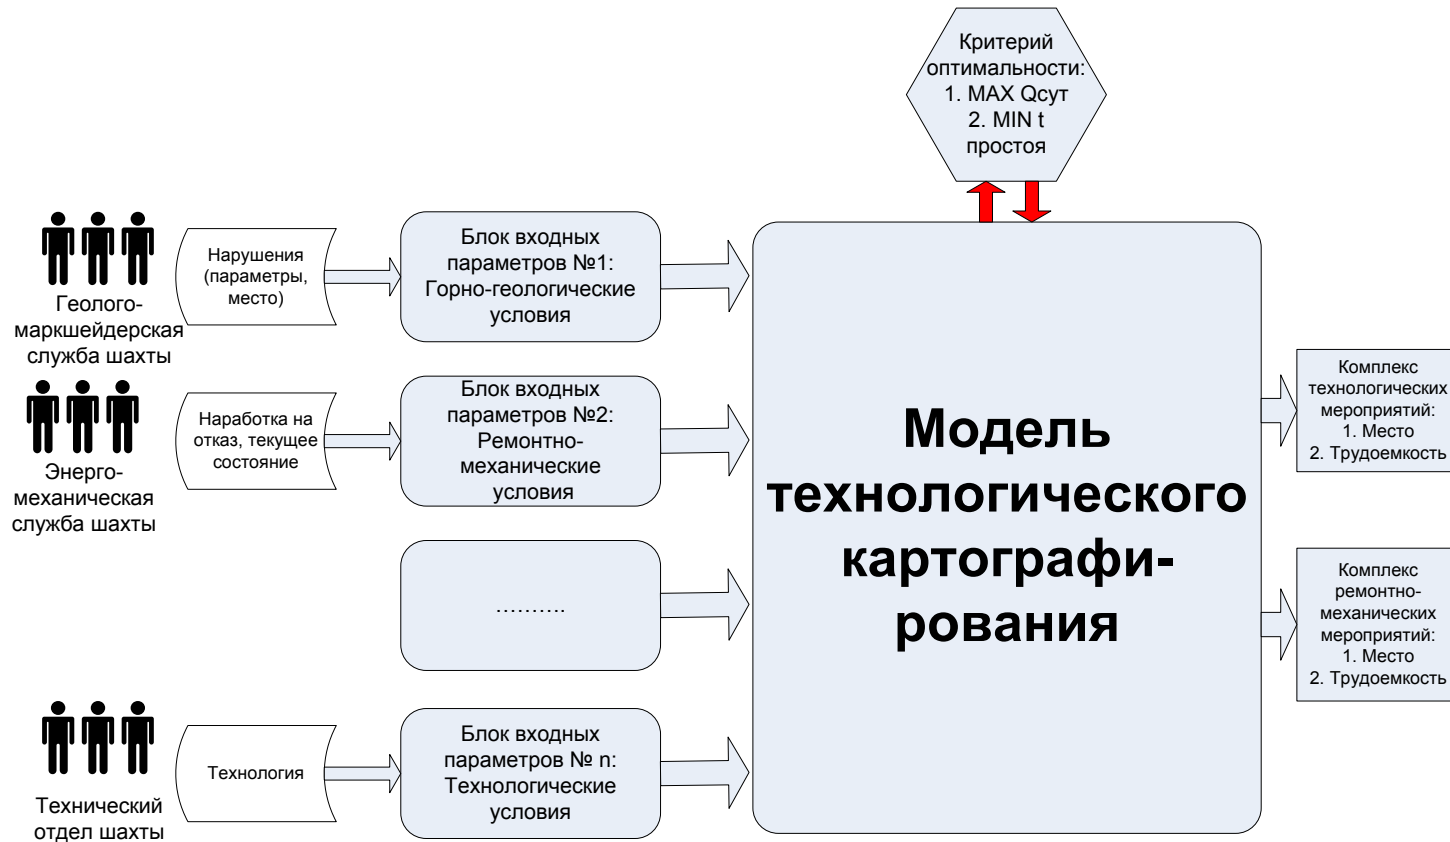 Критерий
оптимальности:
1. MAX Qсут
2. MIN t
простоя
Геолого-
маркшейдерская
служба шахты
Нарушения
(параметры,
место)
Блок входных
параметров №1:
Горно-геологические
условия
Энерго-
механическая
служба шахты
Наработка на
отказ, текущее
состояние
Блок входных
параметров №2:
Ремонтно-
механические
условия
……….
Технический
отдел шахты
Технология
Блок входных
параметров № n:
Технологические
условия
Модель
технологического
картографи-
рования
Комплекс
технологических
мероприятий:
1. Место
2. Трудоемкость
Комплекс
ремонтно-
механических
мероприятий:
1. Место
2. Трудоемкость